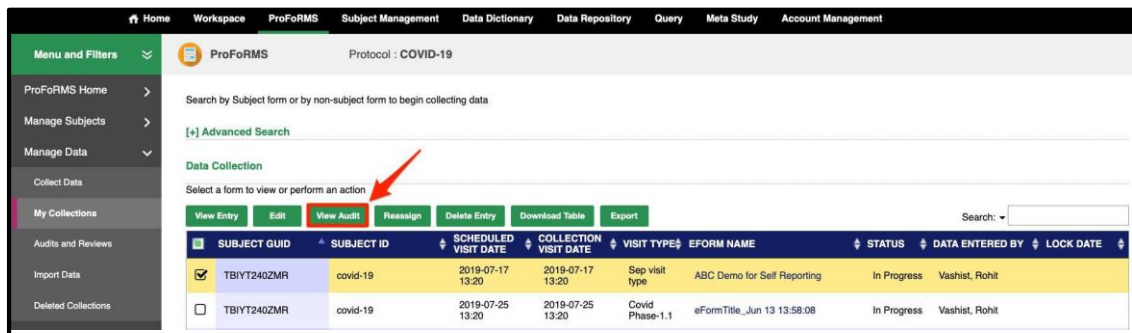 Home Workspace ProFoRMS Subject Management Data Dictionary Data Repository Query Meta Study Account Management
Menu and Filters
ProFoRMS Protocol : COVID-19
ProFoRMS Home
Manage Subjects
Manage Data
Collect Data
My Collections
Audits and Reviews
Import Data
Deleted Collections
Search by Subject form or by non-subject form to begin collecting data
[+] Advanced Search
Data Collection
Select a form to view or perform an action
View Entry Edit View Audit Reassign Delete Entry Download Table Export Search:
SUBJECT GUID SUBJECT ID SCHEDULED VISIT DATE COLLECTION VISIT DATE VISIT TYPE EFORM NAME STATUS DATA ENTERED BY LOCK DATE
TBIYT240ZMR covid-19 2019-07-17 13:20 2019-07-17 13:20 Sep visit type ABC Demo for Self Reporting In Progress Vashist, Rohit
TBIYT240ZMR covid-19 2019-07-25 13:20 2019-07-25 13:20 Covid Phase-1.1 eFormTitle_Jun 13 13:58:08 In Progress Vashist, Rohit